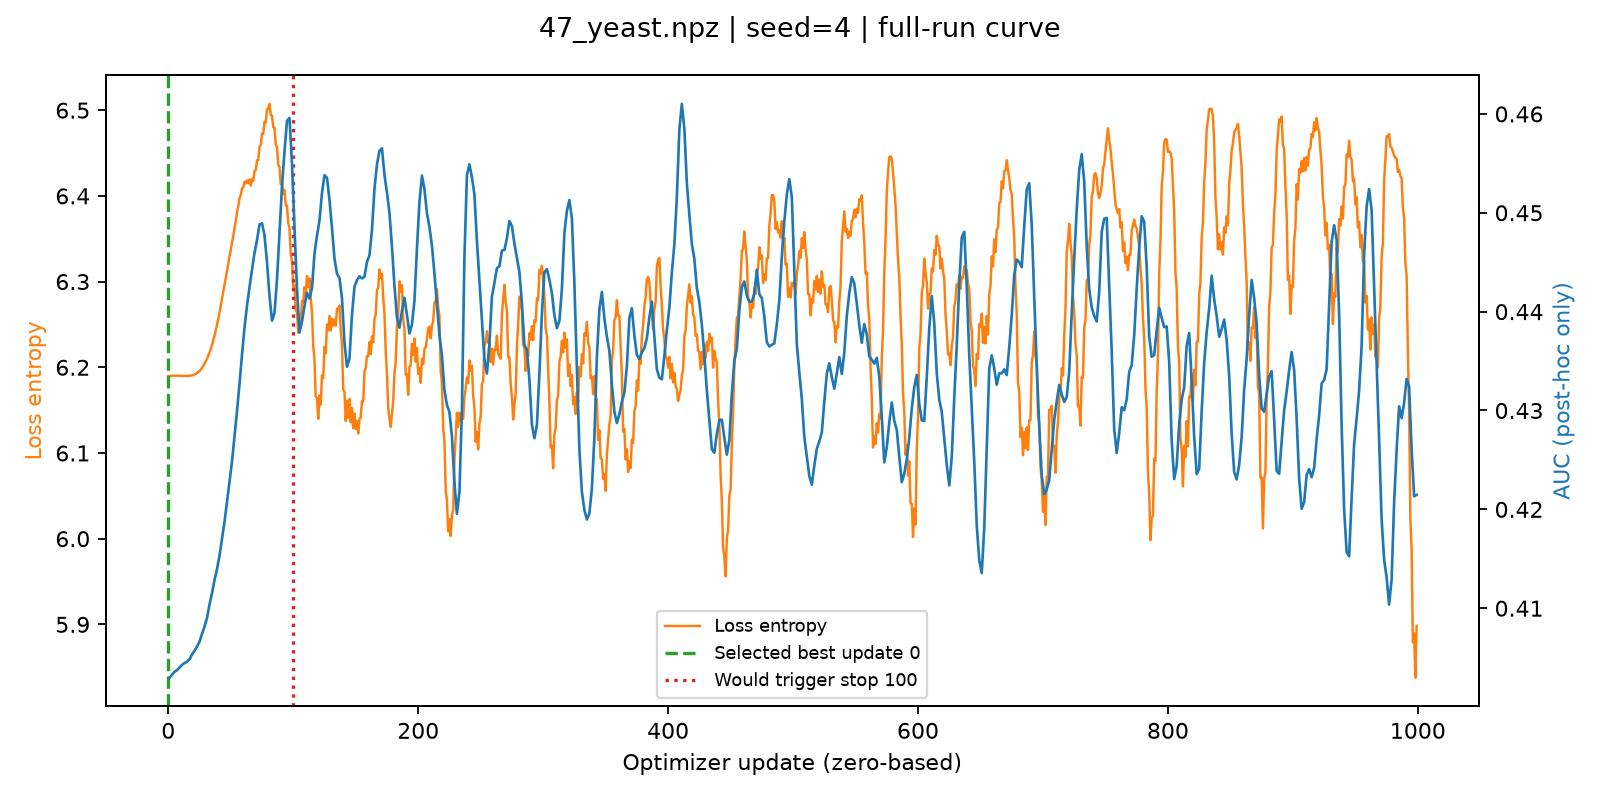 47_yeast.npz | seed=4 | full-run curve
Loss entropy
6.5
6.4
6.3
6.2
6.1
6.0
5.9
0.46
0.45
0.44
0.43
0.42
0.41
AUC (post-hoc only)
Loss entropy
Selected best update 0
Would trigger stop 100
0 200 400 600 800 1000
Optimizer update (zero-based)